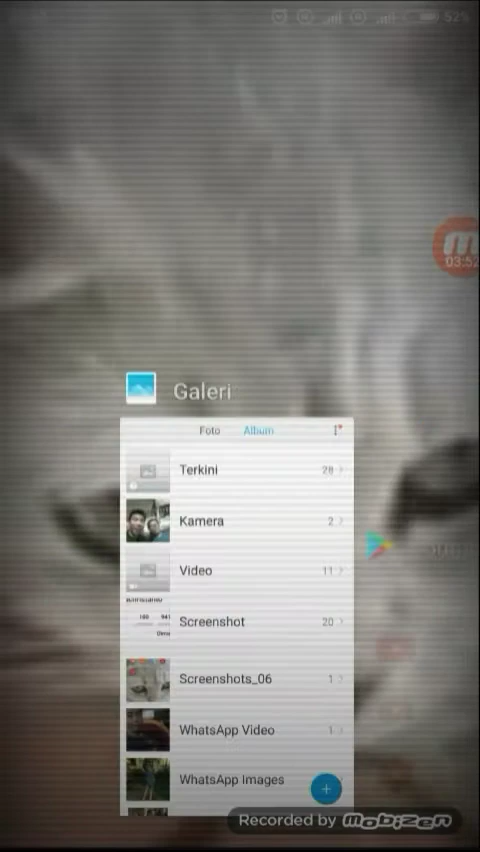 52%
03:52
Galeri
Foto Album
Terkini 28
Kamera 2
Video 11
Screenshot 20
Screenshots_06 1
WhatsApp Video 1
WhatsApp Images
Recorded by mobizen